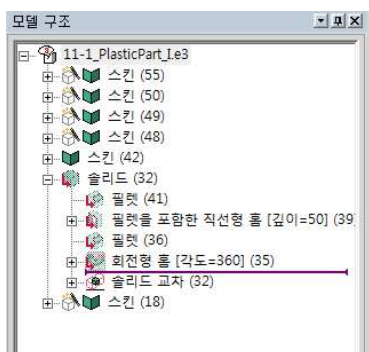 모델 구조
11-1_PlasticPart_I.e3
스킨 (55)
스킨 (50)
스킨 (49)
스킨 (48)
스킨 (42)
솔리드 (32)
필렛 (41)
필렛을 포함한 직선형 홈 [깊이=50] (39)
필렛 (36)
회전형 홈 [각도=360] (35)
솔리드 교차 (32)
스킨 (18)